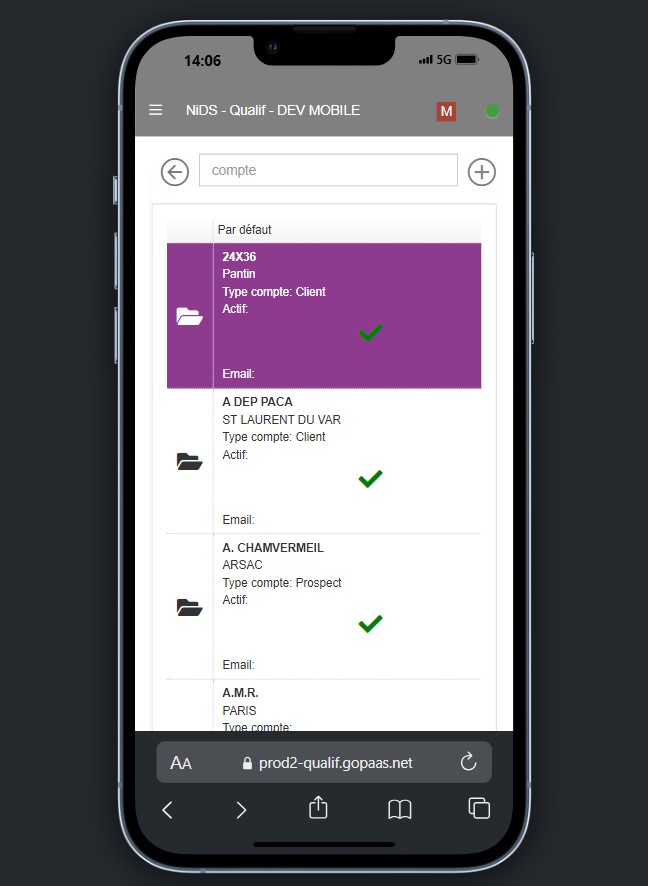 14:06
5G
NiDS - Qualif - DEV MOBILE
M
compte
Par défaut
24X36
Pantin
Type compte: Client
Actif:
Email:
A DEP PACA
ST LAURENT DU VAR
Type compte: Client
Actif:
Email:
A. CHAMVERMEIL
ARSAC
Type compte: Prospect
Actif:
Email:
A.M.R.
PARIS
Type compte:
AA
prod2-qualif.gopaas.net